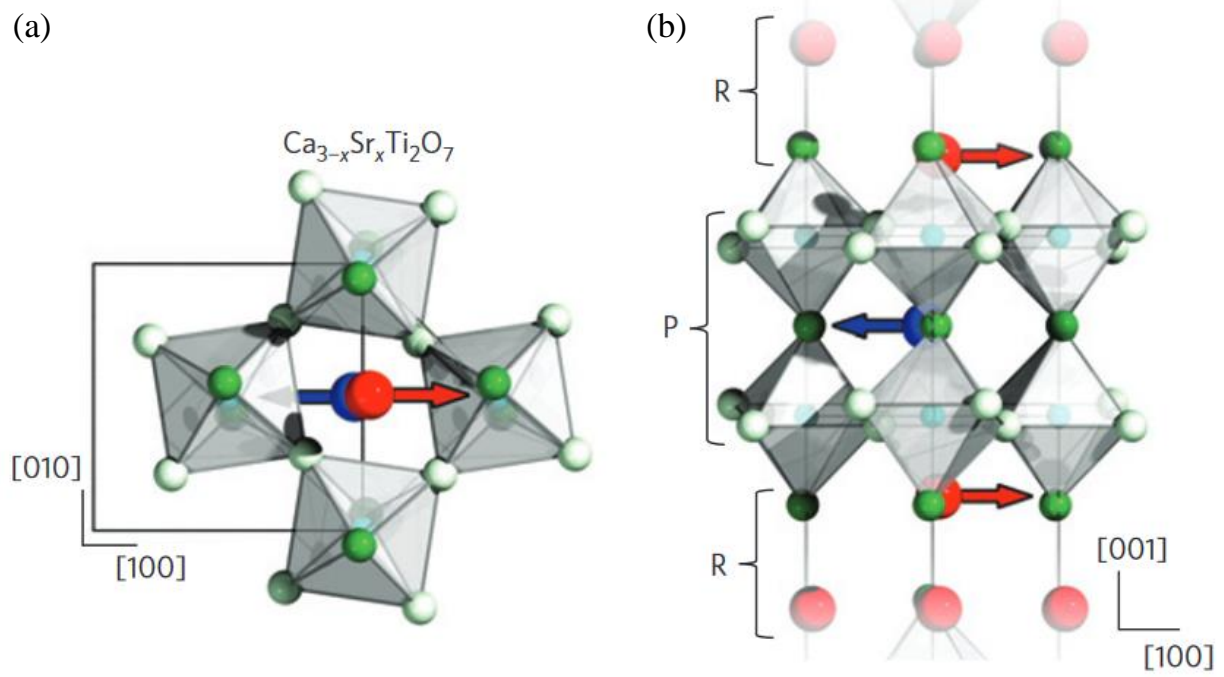 (a)
Ca₃₋ₓSrₓTi₂O₇
[010]
[100]
(b)
R
P
R
[001]
[100]